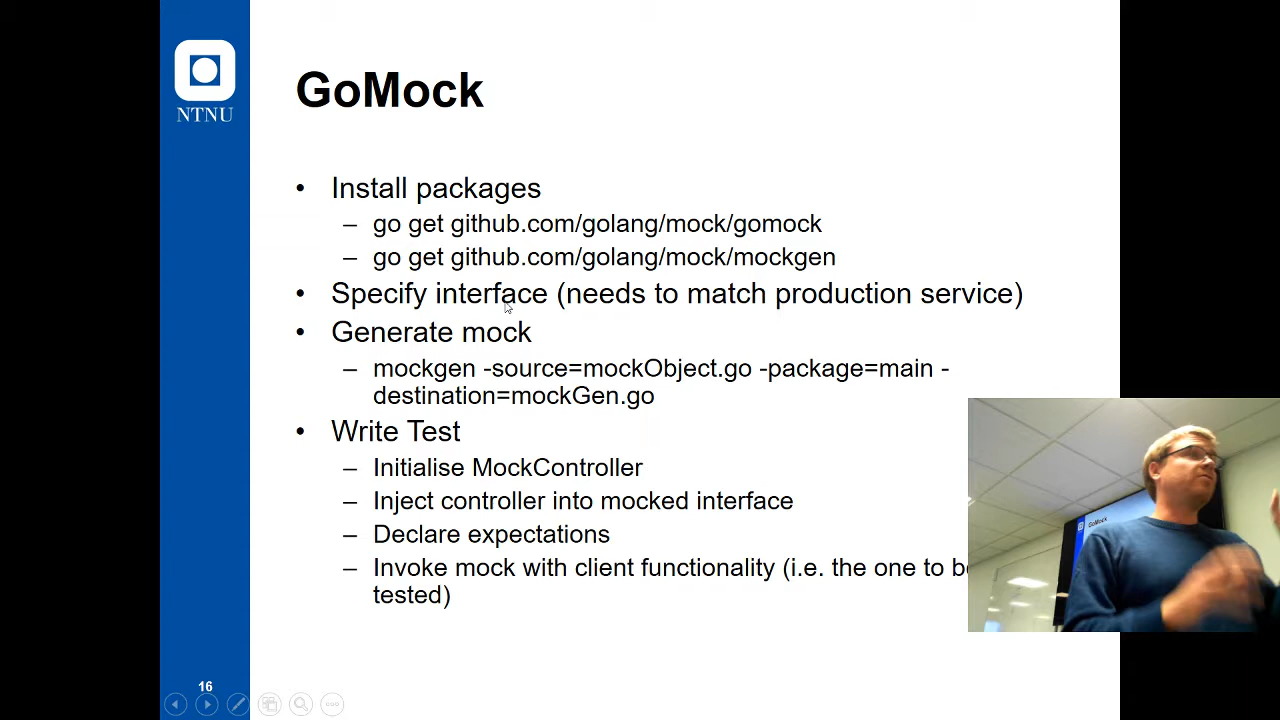 NTNU
GoMock
• Install packages
– go get github.com/golang/mock/gomock
– go get github.com/golang/mock/mockgen
• Specify interface (needs to match production service)
• Generate mock
– mockgen -source=mockObject.go -package=main -
destination=mockGen.go
• Write Test
– Initialise MockController
– Inject controller into mocked interface
– Declare expectations
– Invoke mock with client functionality (i.e. the one to be
tested)
GoMock
16